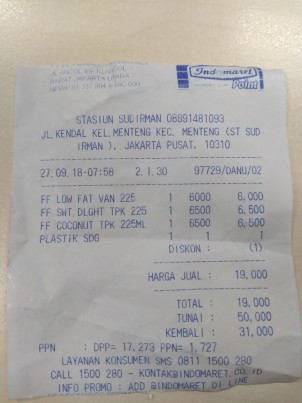 Indomaret
Point
STASIUN SUDIRMAN 08891481093
JL.KENDAL KEL.MENTENG KEC. MENTENG (ST SUD
IRMAN ), JAKARTA PUSAT, 10310
27.09.18-07:58 2.1.30 97729/DANU/02
FF LOW FAT VAN 225 1 6000 6,000
FF SWT.DLGHT TPK 225 1 6500 6,500
FF COCONUT TPK 225ML 1 6500 6,500
PLASTIK SDG 1 1 1
DISKON : (1)
HARGA JUAL : 19,000
TOTAL : 19,000
TUNAI : 50,000
KEMBALI : 31,000
PPN : DPP= 17,273 PPN= 1,727
LAYANAN KONSUMEN SMS 0811 1500 280
CALL 1500 280 - KONTAK@INDOMARET.CO.ID
INFO PROMO : ADD @INDOMARET DI LINE